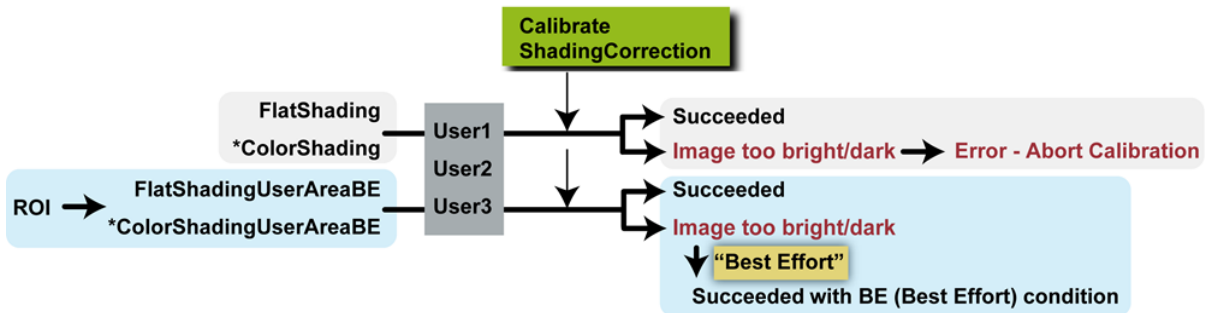 Calibrate
ShadingCorrection
FlatShading
*ColorShading
User1
User2
User3
Succeeded
Image too bright/dark
Error - Abort Calibration
ROI
FlatShadingUserAreaBE
*ColorShadingUserAreaBE
Succeeded
Image too bright/dark
“Best Effort”
Succeeded with BE (Best Effort) condition